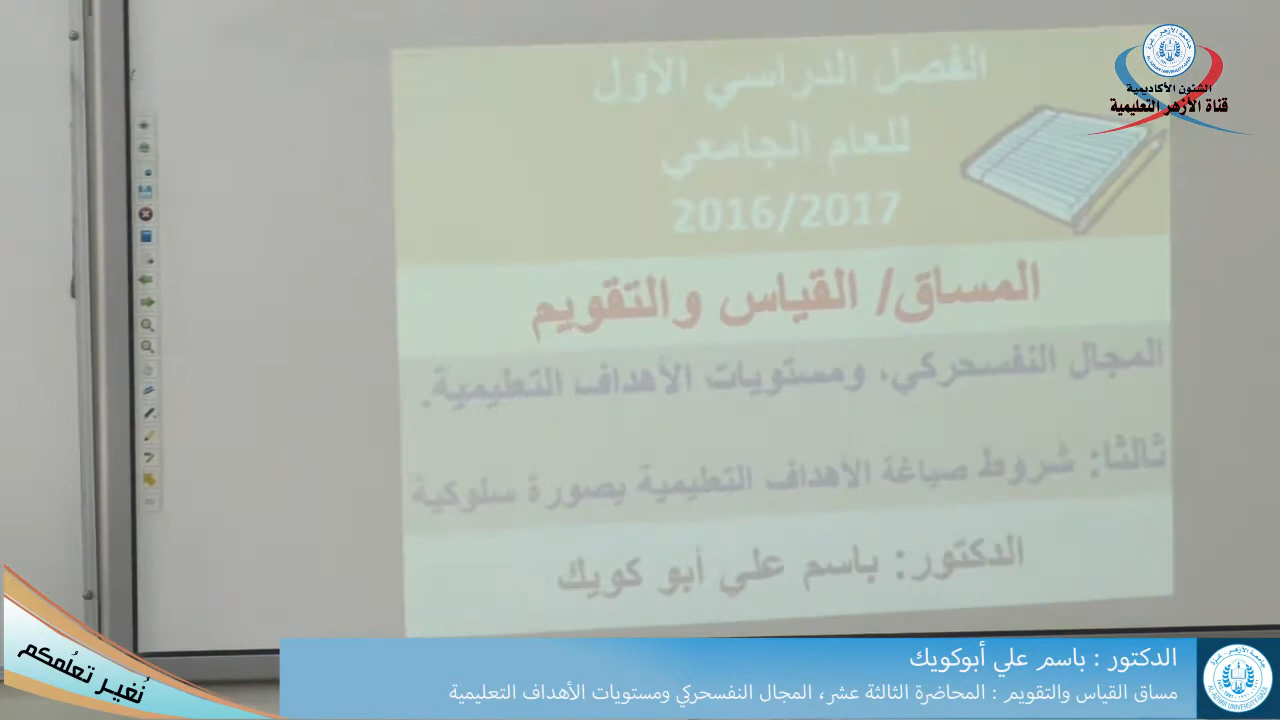 الفصل الدراسي الأول
للعام الجامعي
2016/2017
المساق/ القياس والتقويم
المجال النفسحركي، ومستويات الأهداف التعليمية.
ثالثا: شروط صياغة الأهداف التعليمية بصورة سلوكية
الدكتور: باسم علي أبو كويك
الشئون الأكاديمية
قناة الأزهر التعليمية
نُغير تعلُمكم
الدكتور : باسم علي أبوكويك
مساق القياس والتقويم : المحاضرة الثالثة عشر، المجال النفسحركي ومستويات الأهداف التعليمية